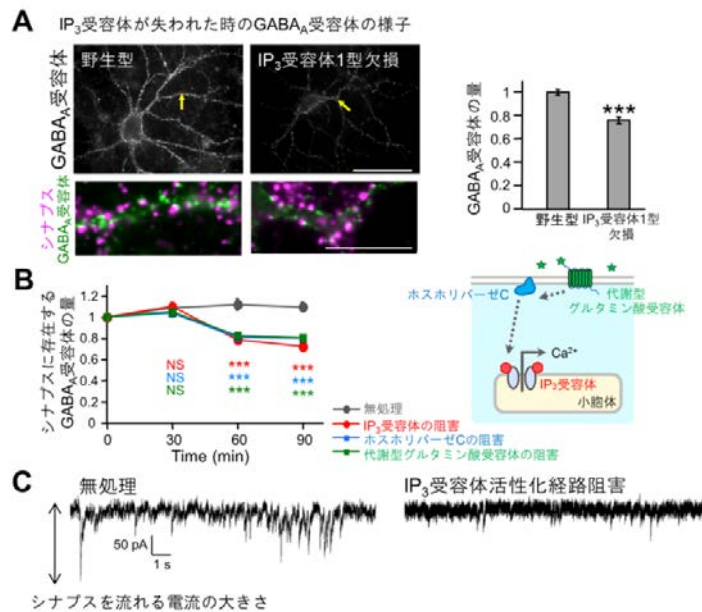 A
IP₃受容体が失われた時のGABA_A受容体の様子
GABA_A受容体
野生型
IP₃受容体1型欠損
シナプス
GABA_A受容体
GABA_A受容体の量
1
0.8
0.6
0.4
0.2
0
***
野生型
IP₃受容体1型
欠損
B
シナプスに存在する
GABA_A受容体の量
1.2
1
0.8
0.6
0.4
0.2
0
NS *** ***
NS *** ***
NS *** ***
0 30 60 90
Time (min)
無処理
IP₃受容体の阻害
ホスホリパーゼCの阻害
代謝型グルタミン酸受容体の阻害
ホスホリパーゼC
代謝型
グルタミン酸受容体
Ca²⁺
IP₃受容体
小胞体
C
無処理
IP₃受容体活性化経路阻害
50 pA
1 s
シナプスを流れる電流の大きさ